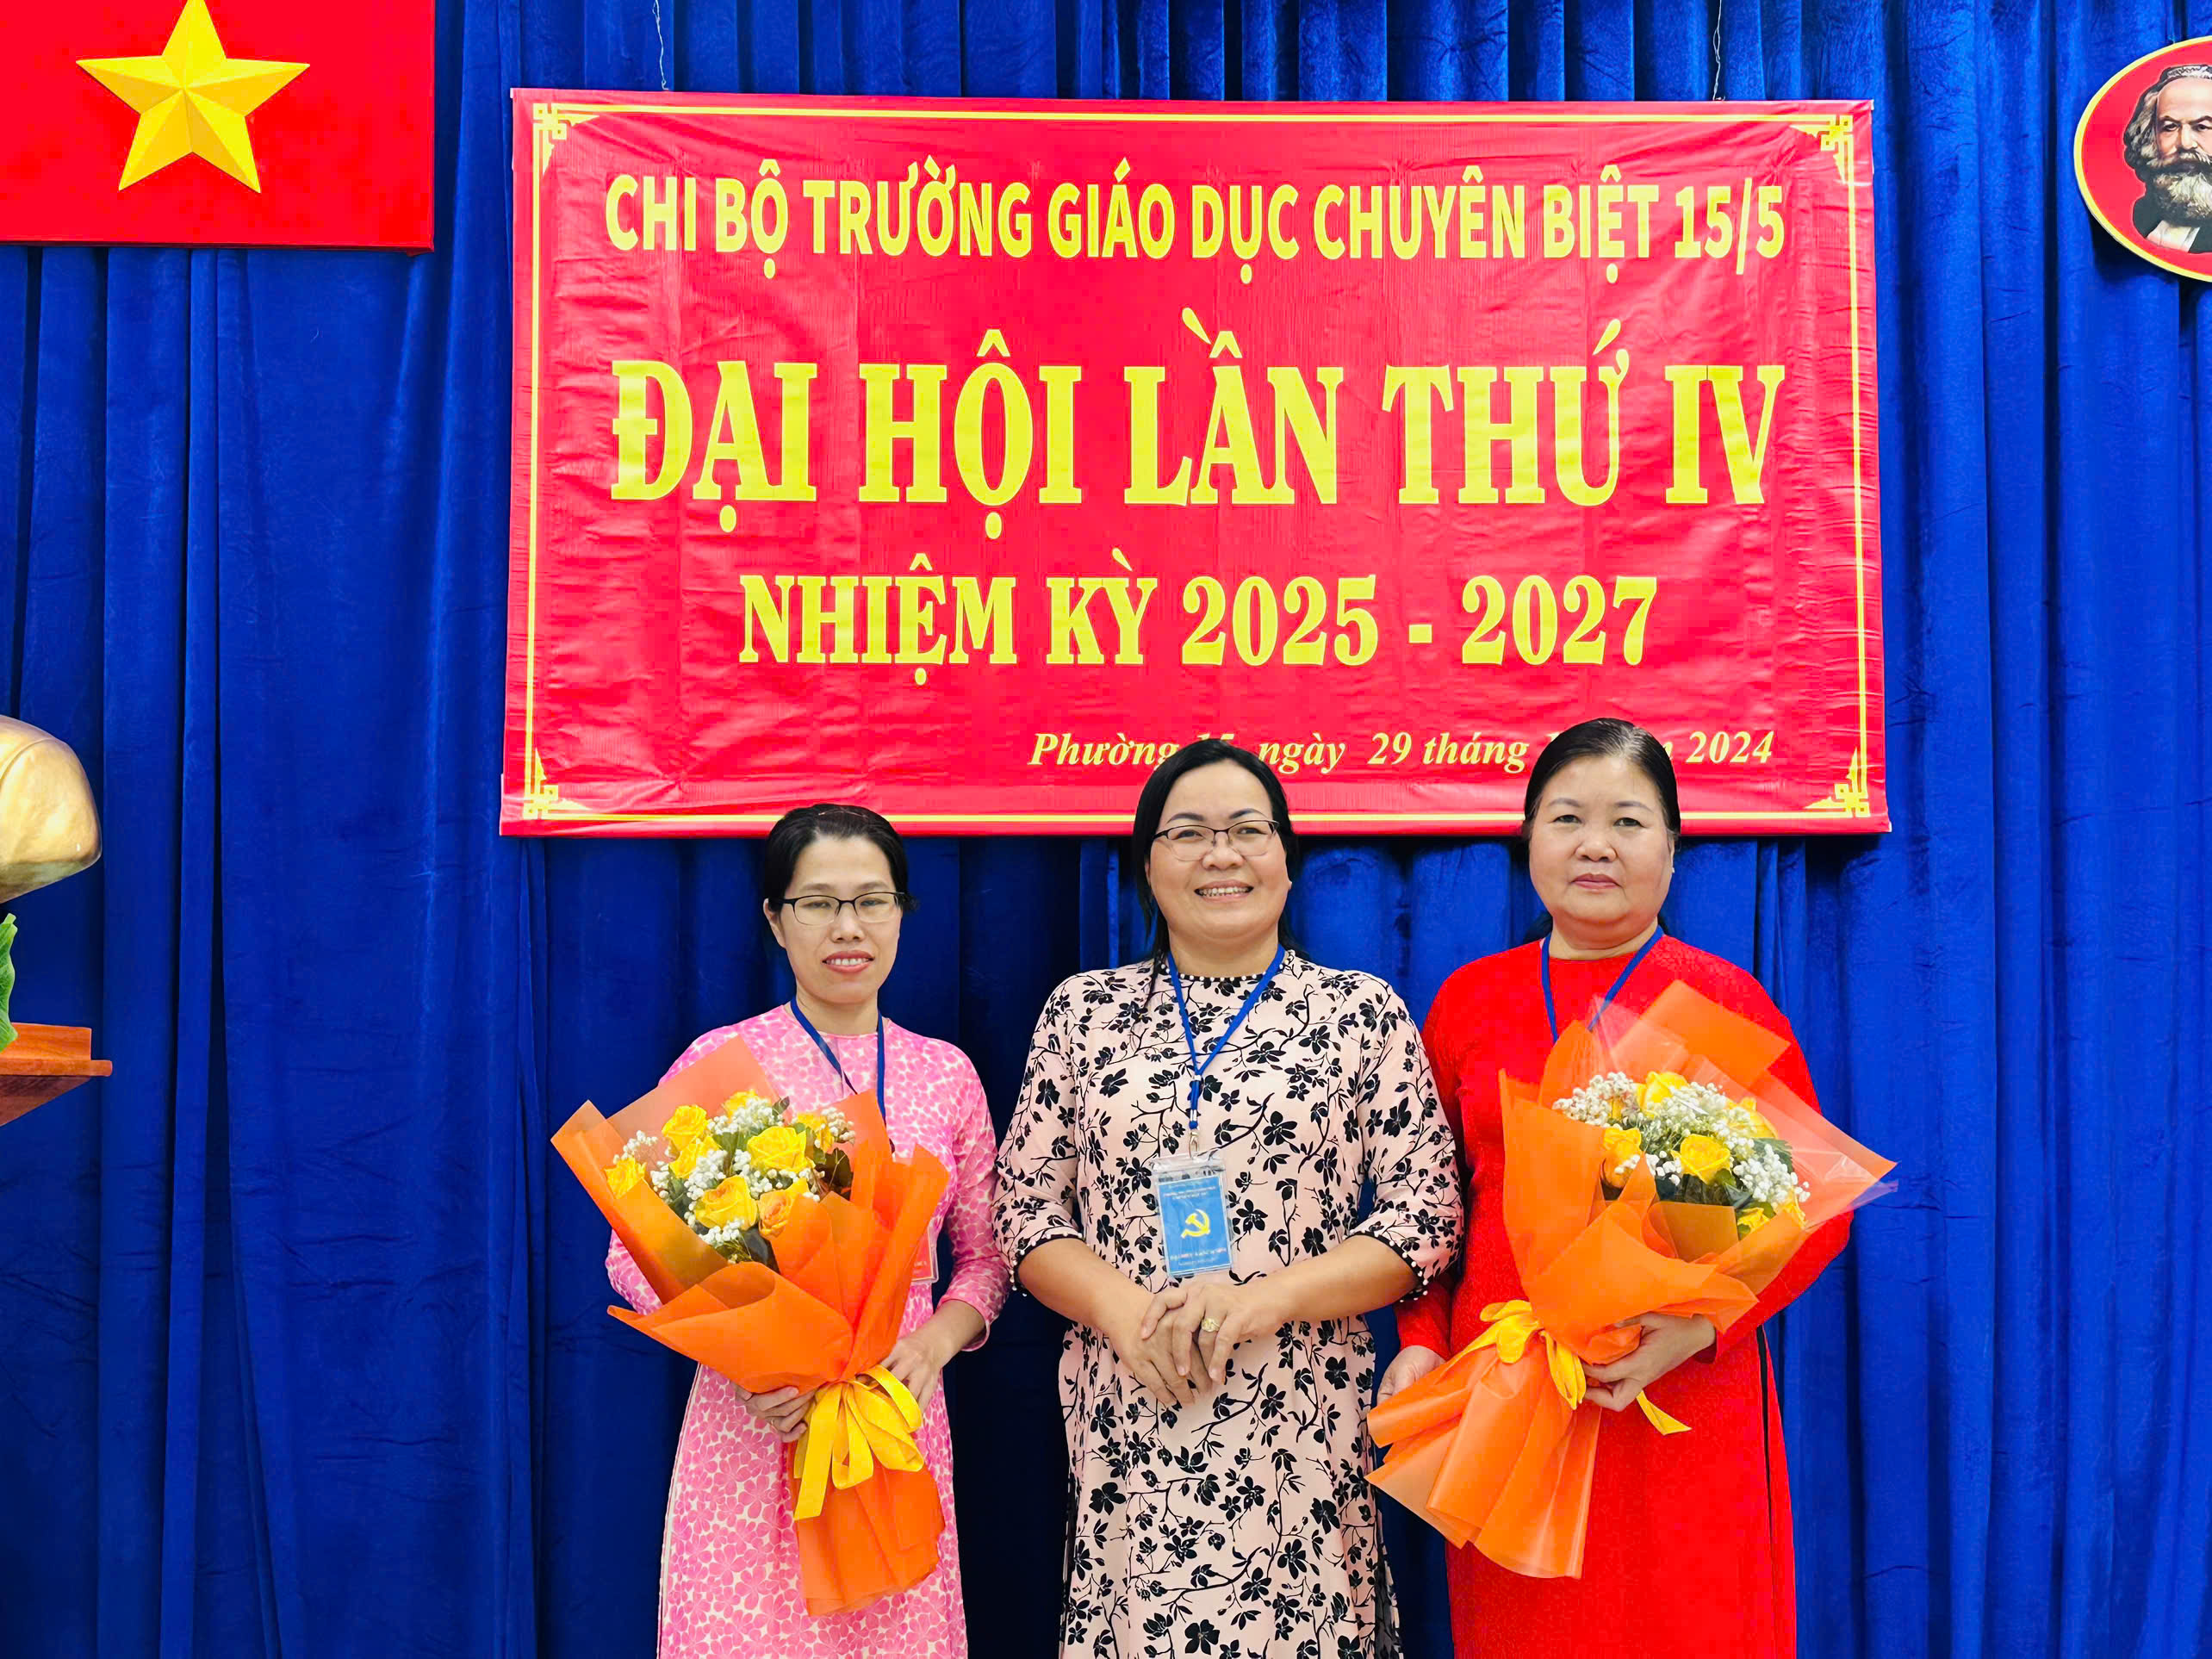 CHI BỘ TRƯỜNG GIÁO DỤC CHUYÊN BIỆT 15/5
ĐẠI HỘI LẦN THỨ IV
NHIỆM KỲ 2025 - 2027
Phường ngày 29 tháng 2024